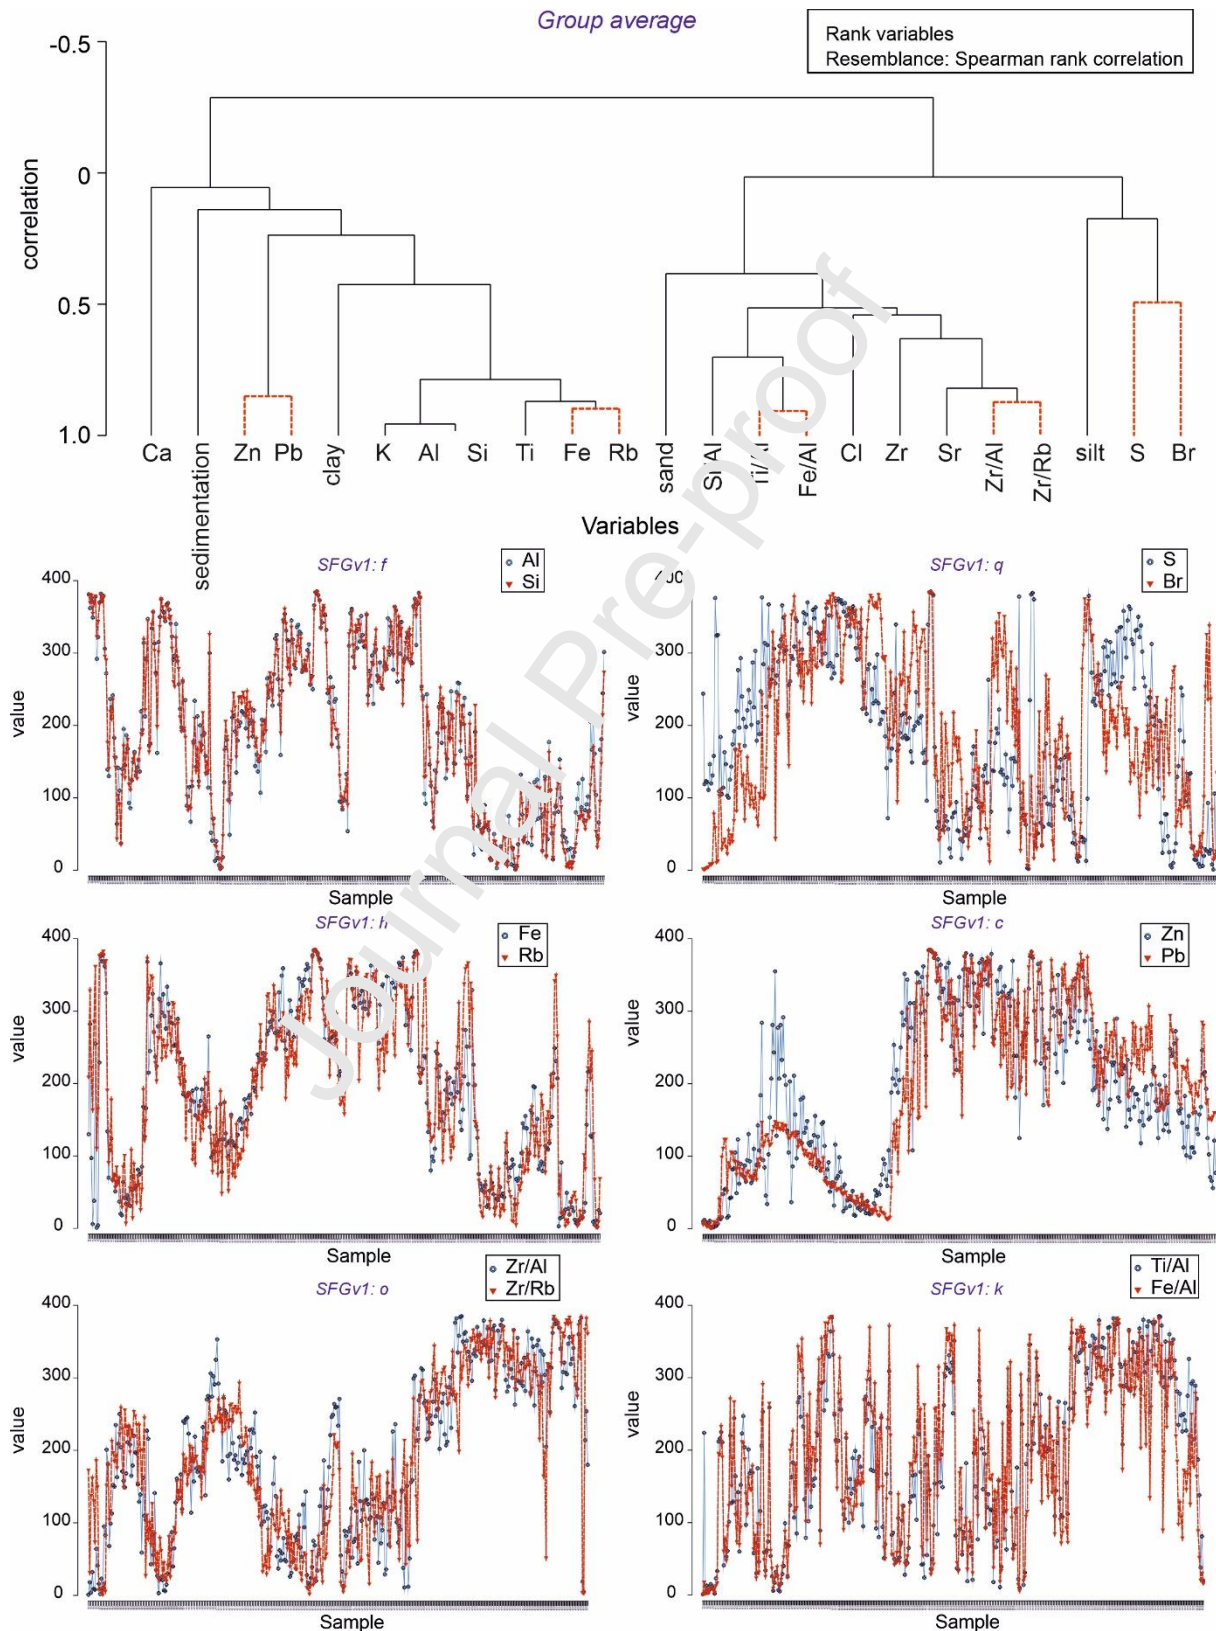 Group average
Rank variables
Resemblance: Spearman rank correlation
-0.5
0
0.5
1.0
correlation
Ca
sedimentation
Zn
Pb
clay
K
Al
Si
Ti
Fe
Rb
sand
Si/Al
Ti/Al
Fe/Al
Cl
Zr
Sr
Zr/Al
Zr/Rb
silt
S
Br
Variables
Journal Pre-proof
SFGv1: f
Al
Si
400
300
200
100
0
value
Sample
SFGv1: q
S
Br
400
300
200
100
0
value
Sample
SFGv1: h
Fe
Rb
400
300
200
100
0
value
Sample
SFGv1: c
Zn
Pb
400
300
200
100
0
value
Sample
SFGv1: o
Zr/Al
Zr/Rb
400
300
200
100
0
value
Sample
SFGv1: k
Ti/Al
Fe/Al
400
300
200
100
0
value
Sample